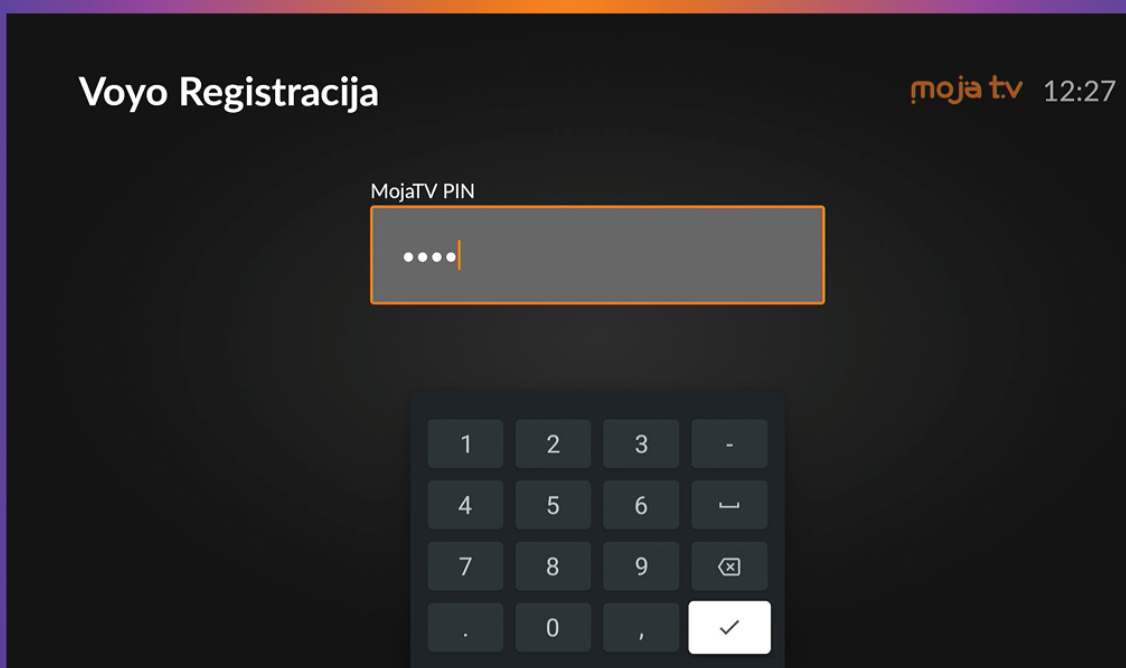 Voyo Registracija
moja tv 12:27
MojaTV PIN
••••
1 2 3 -
4 5 6
7 8 9
. 0 ,